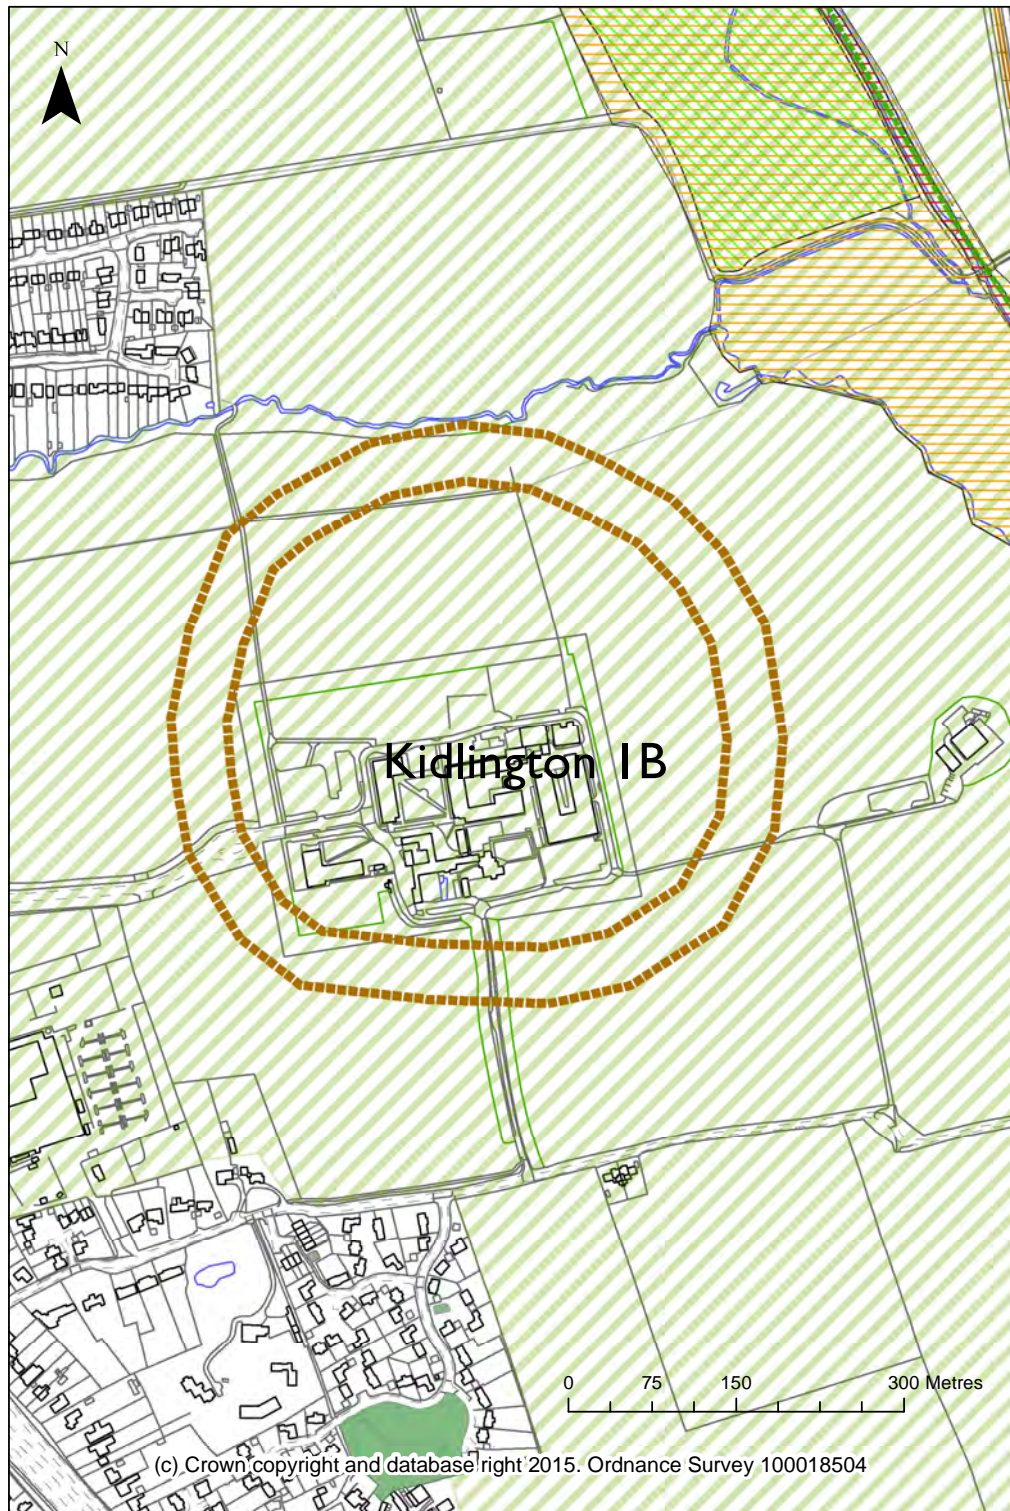 N
Kidlington 1B
0 75 150 300 Metres
(c) Crown copyright and database right 2015. Ordnance Survey 100018504